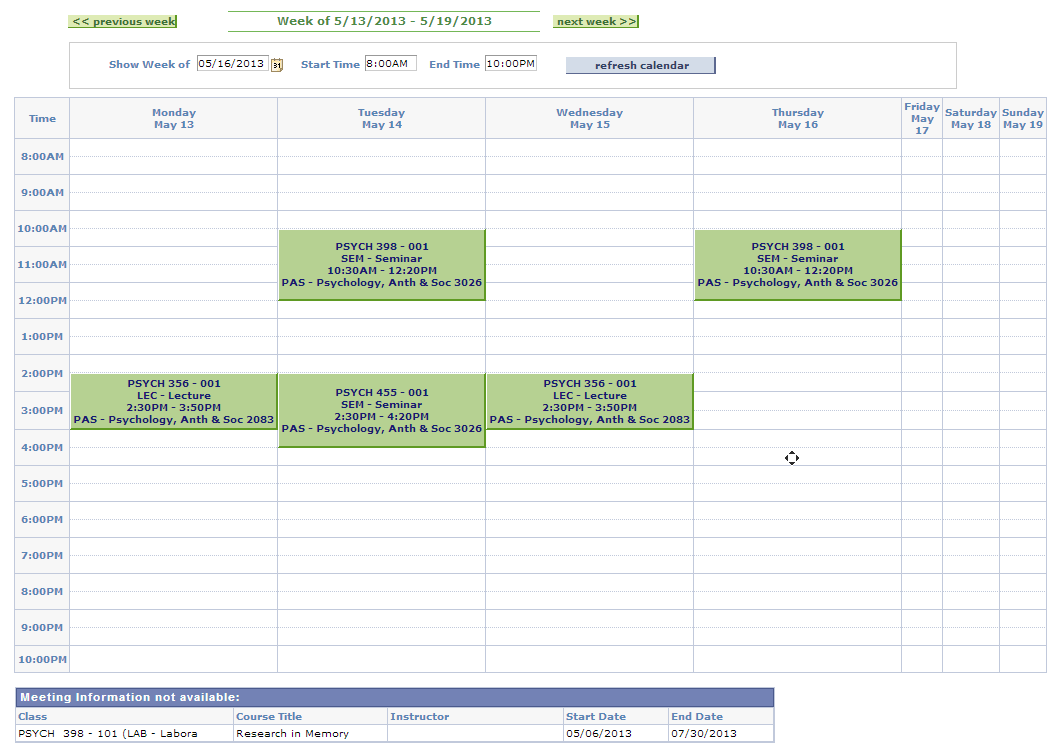 << previous week
Week of 5/13/2013 - 5/19/2013
next week >>
Show Week of 05/16/2013 31 Start Time 8:00AM End Time 10:00PM refresh calendar
Time
Monday
May 13
Tuesday
May 14
Wednesday
May 15
Thursday
May 16
Friday
May
17
Saturday
May 18
Sunday
May 19
8:00AM
9:00AM
10:00AM
PSYCH 398 - 001
SEM - Seminar
10:30AM - 12:20PM
PAS - Psychology, Anth & Soc 3026
PSYCH 398 - 001
SEM - Seminar
10:30AM - 12:20PM
PAS - Psychology, Anth & Soc 3026
11:00AM
12:00PM
1:00PM
2:00PM
PSYCH 356 - 001
LEC - Lecture
2:30PM - 3:50PM
PAS - Psychology, Anth & Soc 2083
PSYCH 455 - 001
SEM - Seminar
2:30PM - 4:20PM
PAS - Psychology, Anth & Soc 3026
PSYCH 356 - 001
LEC - Lecture
2:30PM - 3:50PM
PAS - Psychology, Anth & Soc 2083
3:00PM
4:00PM
5:00PM
6:00PM
7:00PM
8:00PM
9:00PM
10:00PM
Meeting Information not available:
Class Course Title Instructor Start Date End Date
PSYCH 398 - 101 (LAB - Labora Research in Memory 05/06/2013 07/30/2013